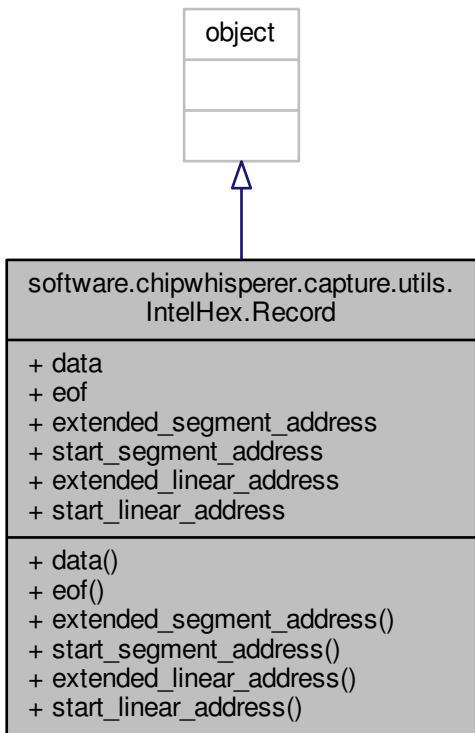 object
software.chipwhisperer.capture.utils.
IntelHex.Record
+ data
+ eof
+ extended_segment_address
+ start_segment_address
+ extended_linear_address
+ start_linear_address
+ data()
+ eof()
+ extended_segment_address()
+ start_segment_address()
+ extended_linear_address()
+ start_linear_address()